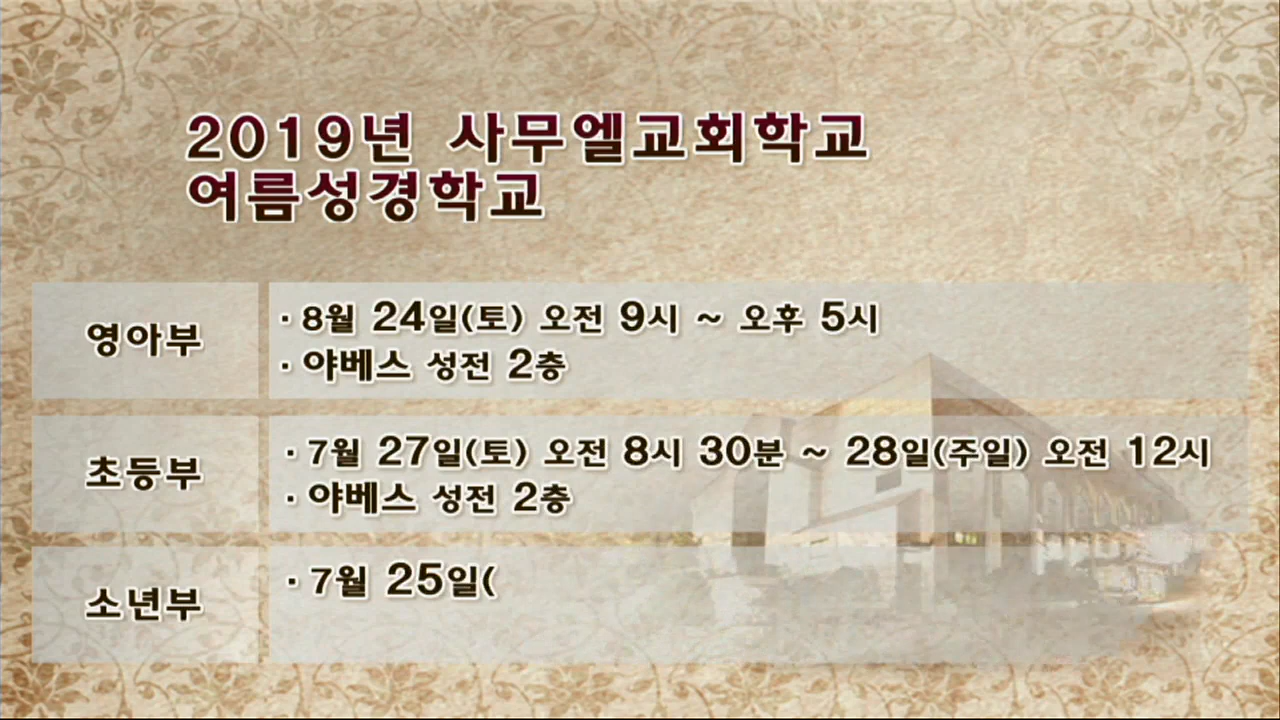 2019년 사무엘교회학교
여름성경학교
영아부
· 8월 24일(토) 오전 9시 ~ 오후 5시
· 야베스 성전 2층
초등부
· 7월 27일(토) 오전 8시 30분 ~ 28일(주일) 오전 12시
· 야베스 성전 2층
소년부
· 7월 25일(